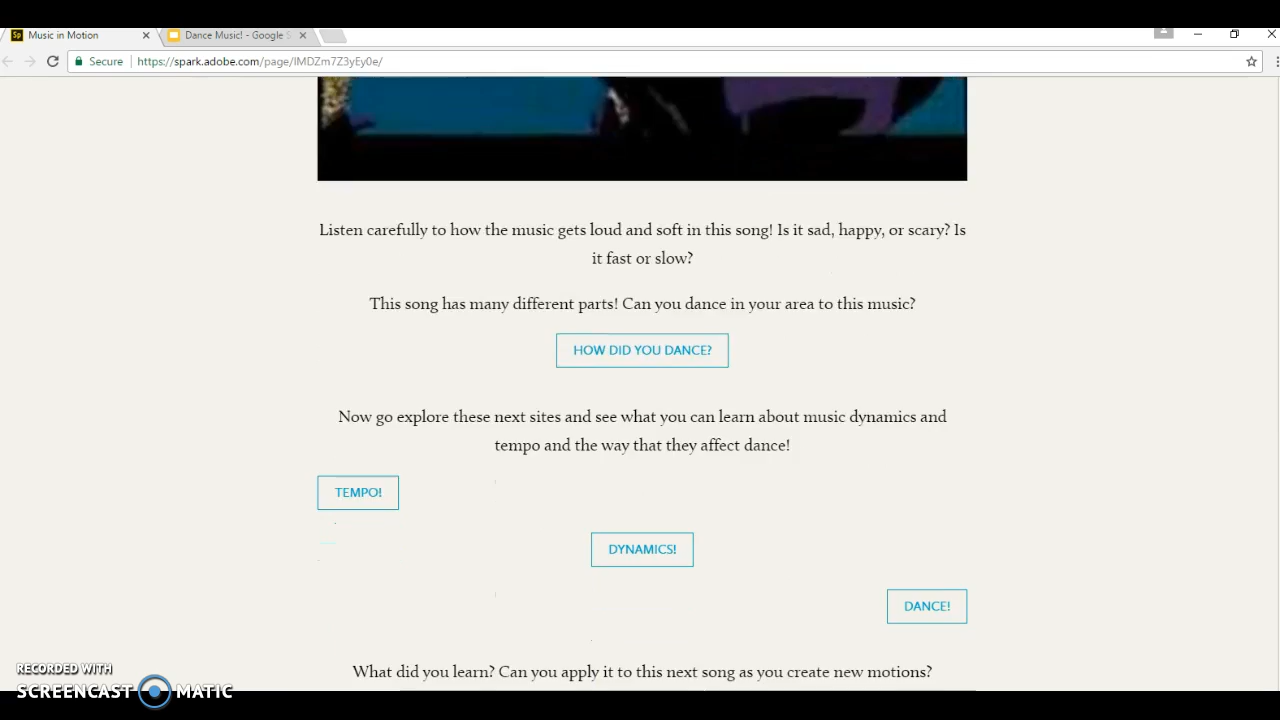 Music in Motion
Dance Music! - Google S
Secure
https://spark.adobe.com/page/lMDZm7Z3yEy0e/
Listen carefully to how the music gets loud and soft in this song! Is it sad, happy, or scary? Is
it fast or slow?
This song has many different parts! Can you dance in your area to this music?
HOW DID YOU DANCE?
Now go explore these next sites and see what you can learn about music dynamics and
tempo and the way that they affect dance!
TEMPO!
DYNAMICS!
DANCE!
What did you learn? Can you apply it to this next song as you create new motions?
RECORDED WITH
SCREENCAST MATIC